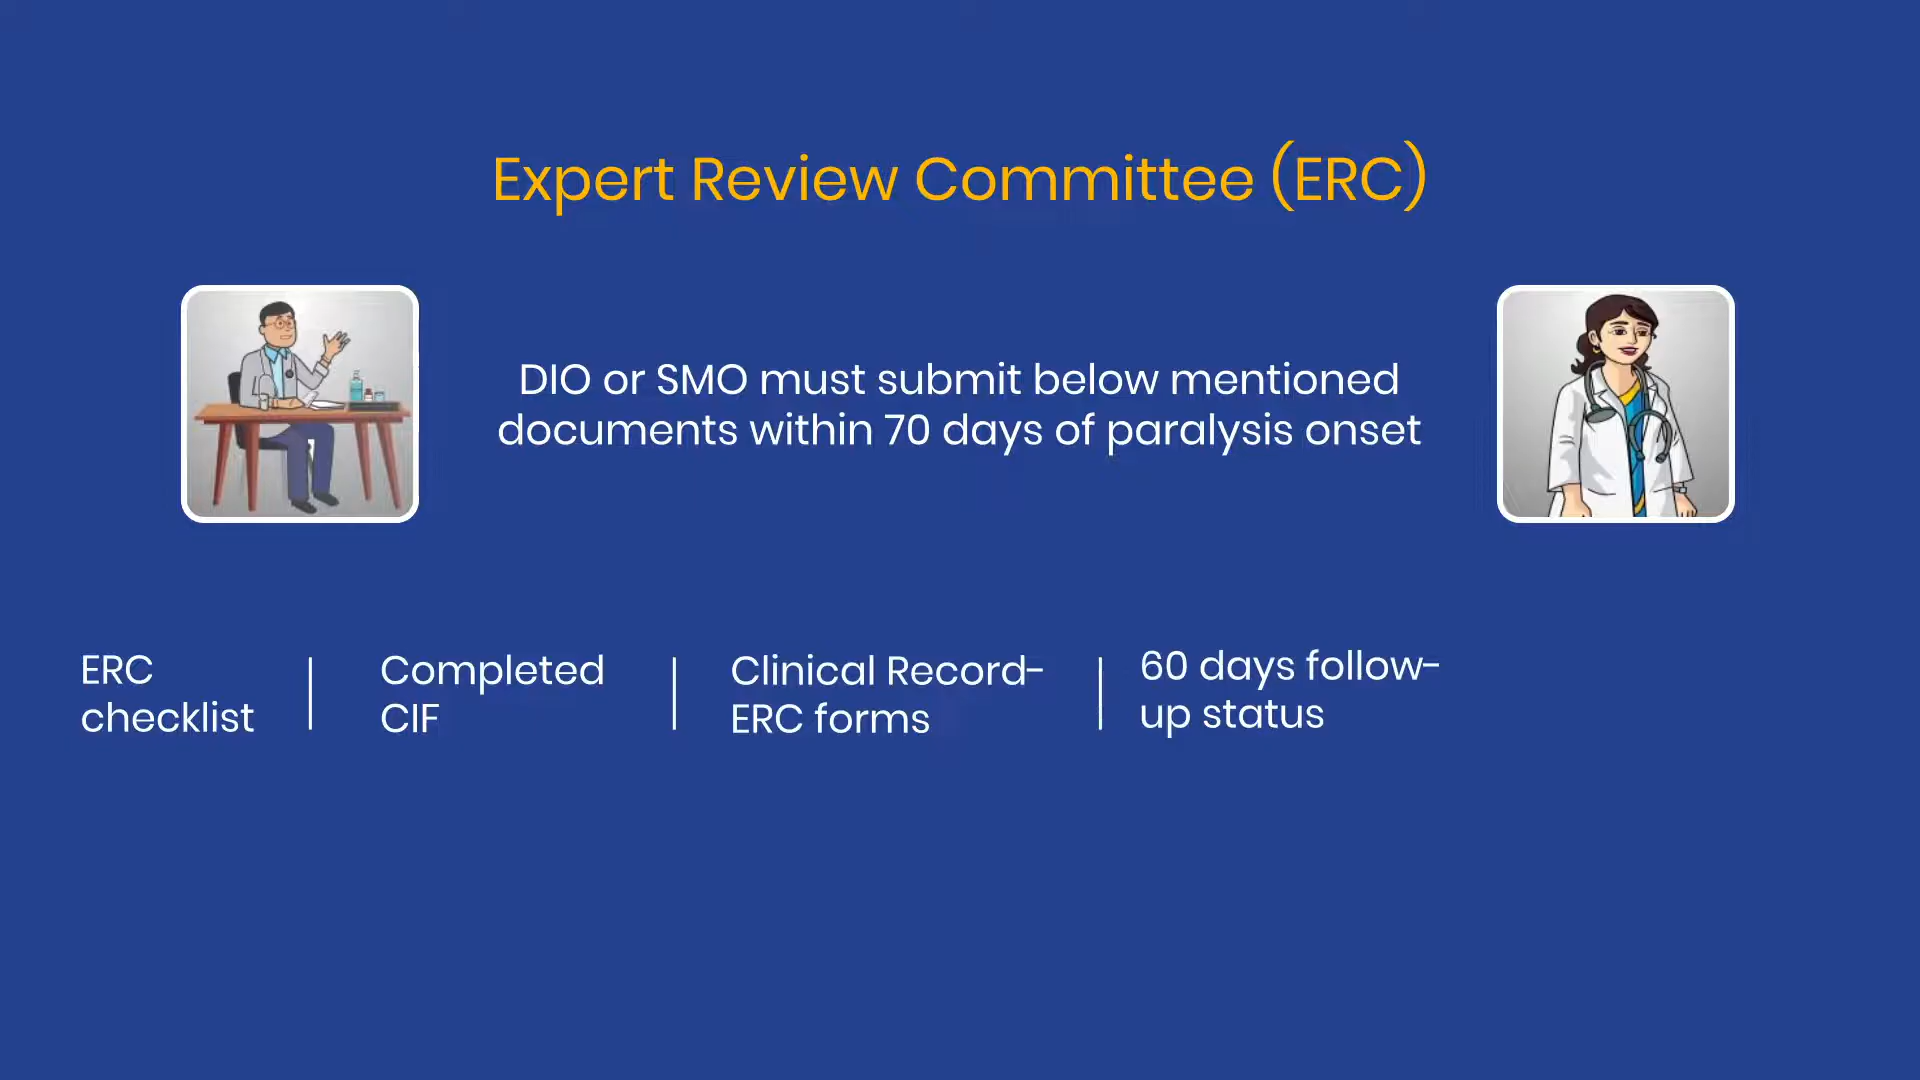 Expert Review Committee (ERC)
DIO or SMO must submit below mentioned
documents within 70 days of paralysis onset
ERC
checklist
Completed
CIF
Clinical Record-
ERC forms
60 days follow-
up status